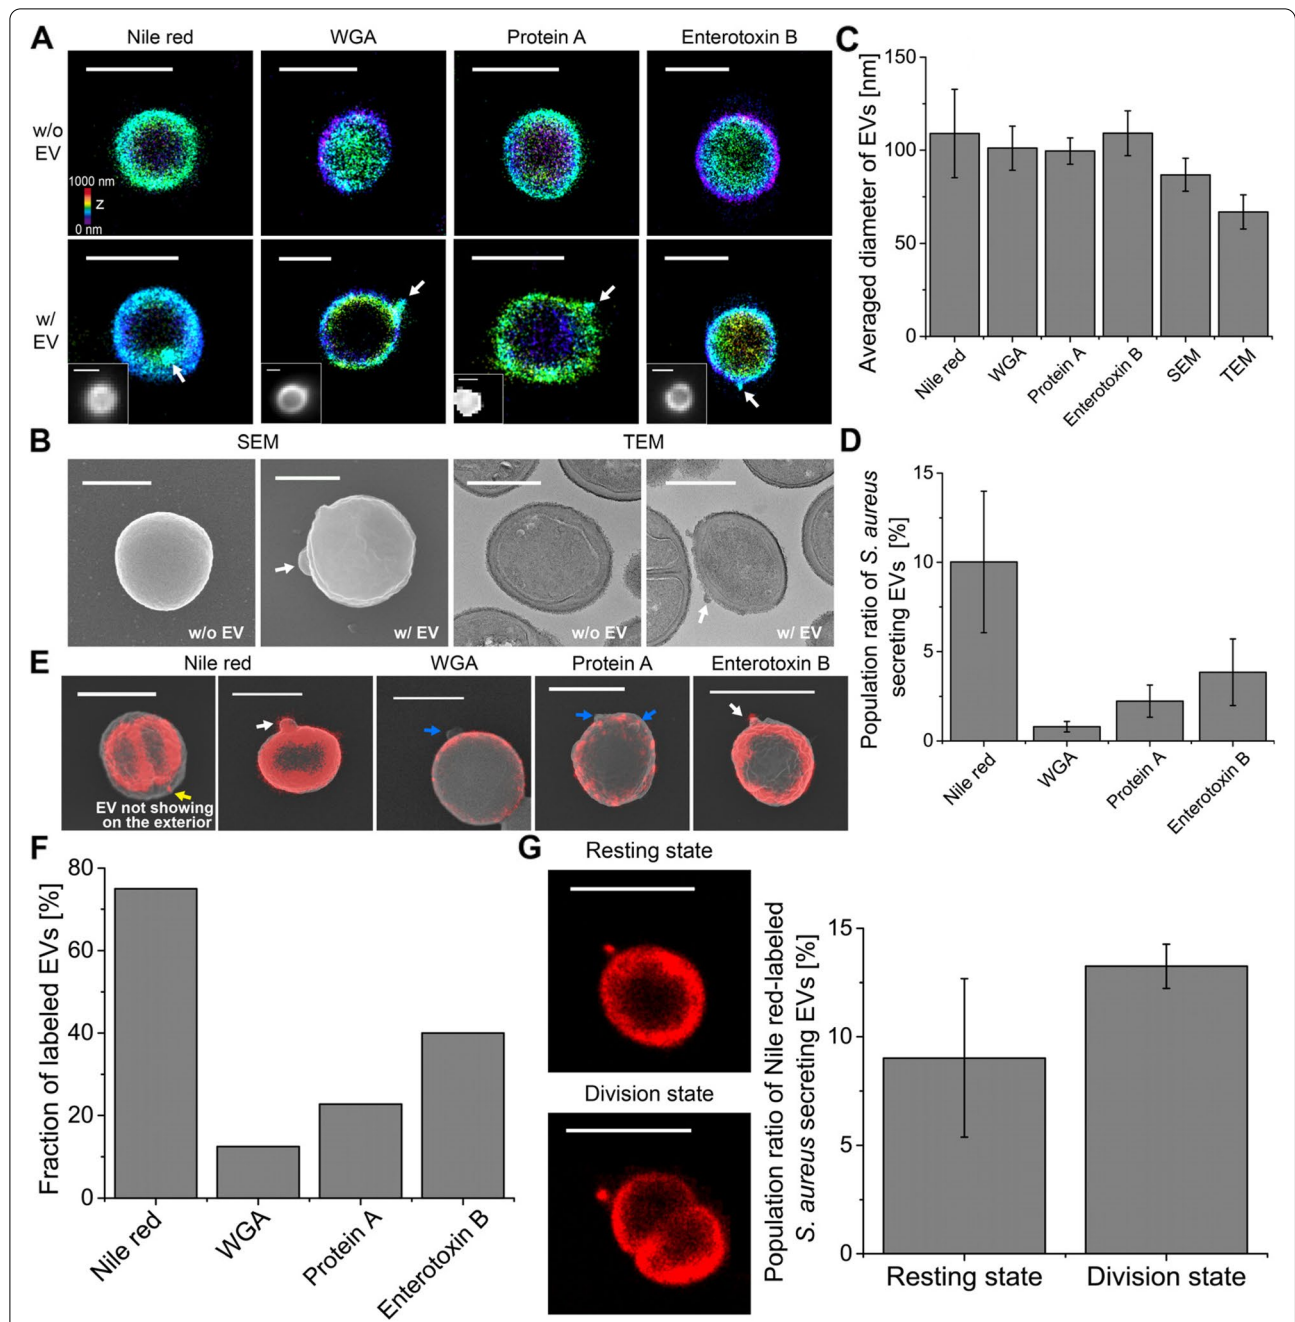 A
Nile red
WGA
Protein A
Enterotoxin B
w/o
EV
1000 nm
z
0 nm
w/
EV
B
SEM
TEM
w/o EV
w/ EV
w/o EV
w/ EV
C
Averaged diameter of EVs [nm]
150
100
50
0
Nile red
WGA
Protein A
Enterotoxin B
SEM
TEM
D
Population ratio of S. aureus
secreting EVs [%]
15
10
5
0
Nile red
WGA
Protein A
Enterotoxin B
E
Nile red
WGA
Protein A
Enterotoxin B
EV not showing
on the exterior
F
Fraction of labeled EVs [%]
80
60
40
20
0
Nile red
WGA
Protein A
Enterotoxin B
G
Resting state
Division state
Population ratio of Nile red-labeled
S. aureus secreting EVs [%]
15
10
5
0
Resting state
Division state